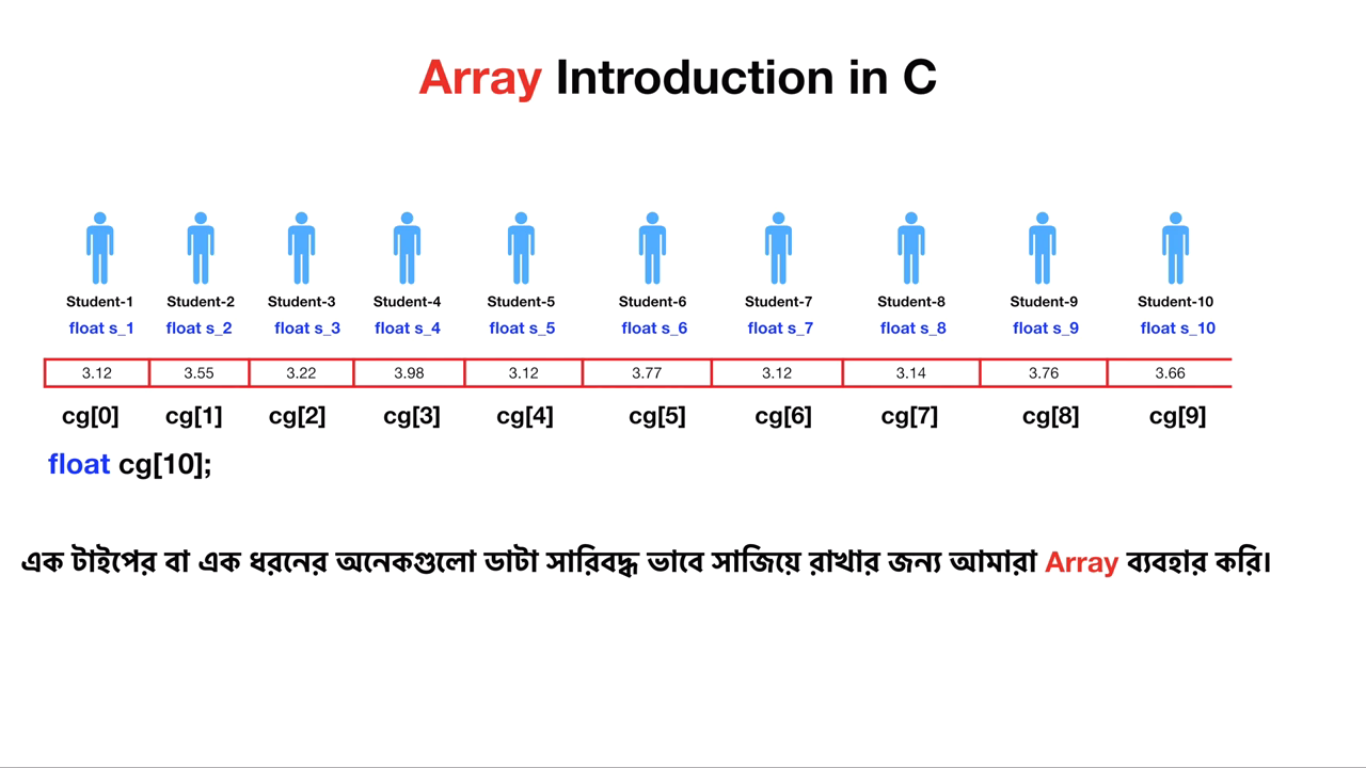 Array Introduction in C
Student-1 Student-2 Student-3 Student-4 Student-5 Student-6 Student-7 Student-8 Student-9 Student-10
float s_1 float s_2 float s_3 float s_4 float s_5 float s_6 float s_7 float s_8 float s_9 float s_10
3.12 3.55 3.22 3.98 3.12 3.77 3.12 3.14 3.76 3.66
cg[0] cg[1] cg[2] cg[3] cg[4] cg[5] cg[6] cg[7] cg[8] cg[9]
float cg[10];
এক টাইপের বা এক ধরনের অনেকগুলো ডাটা সারিবদ্ধ ভাবে সাজিয়ে রাখার জন্য আমারা Array ব্যবহার করি।